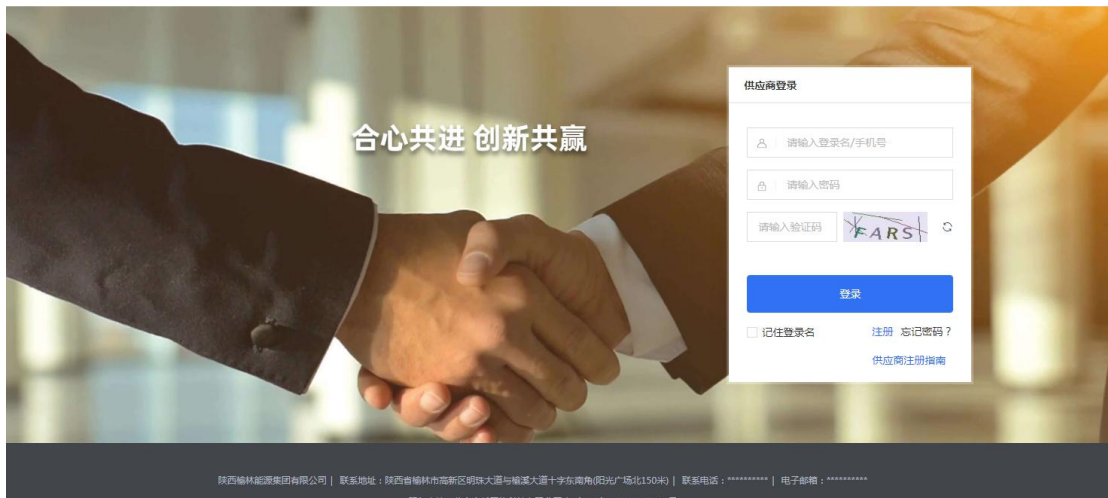 供应商登录
合心共进 创新共赢
请输入登录名/手机号
请输入密码
请输入验证码 FARS
登录
记住登录名 注册 忘记密码？
供应商注册指南
陕西榆林能源集团有限公司 | 联系地址：陕西省榆林市高新区明珠大道与榆溪大道十字东南角(阳光广场北150米) | 联系电话：********** | 电子邮箱：**********